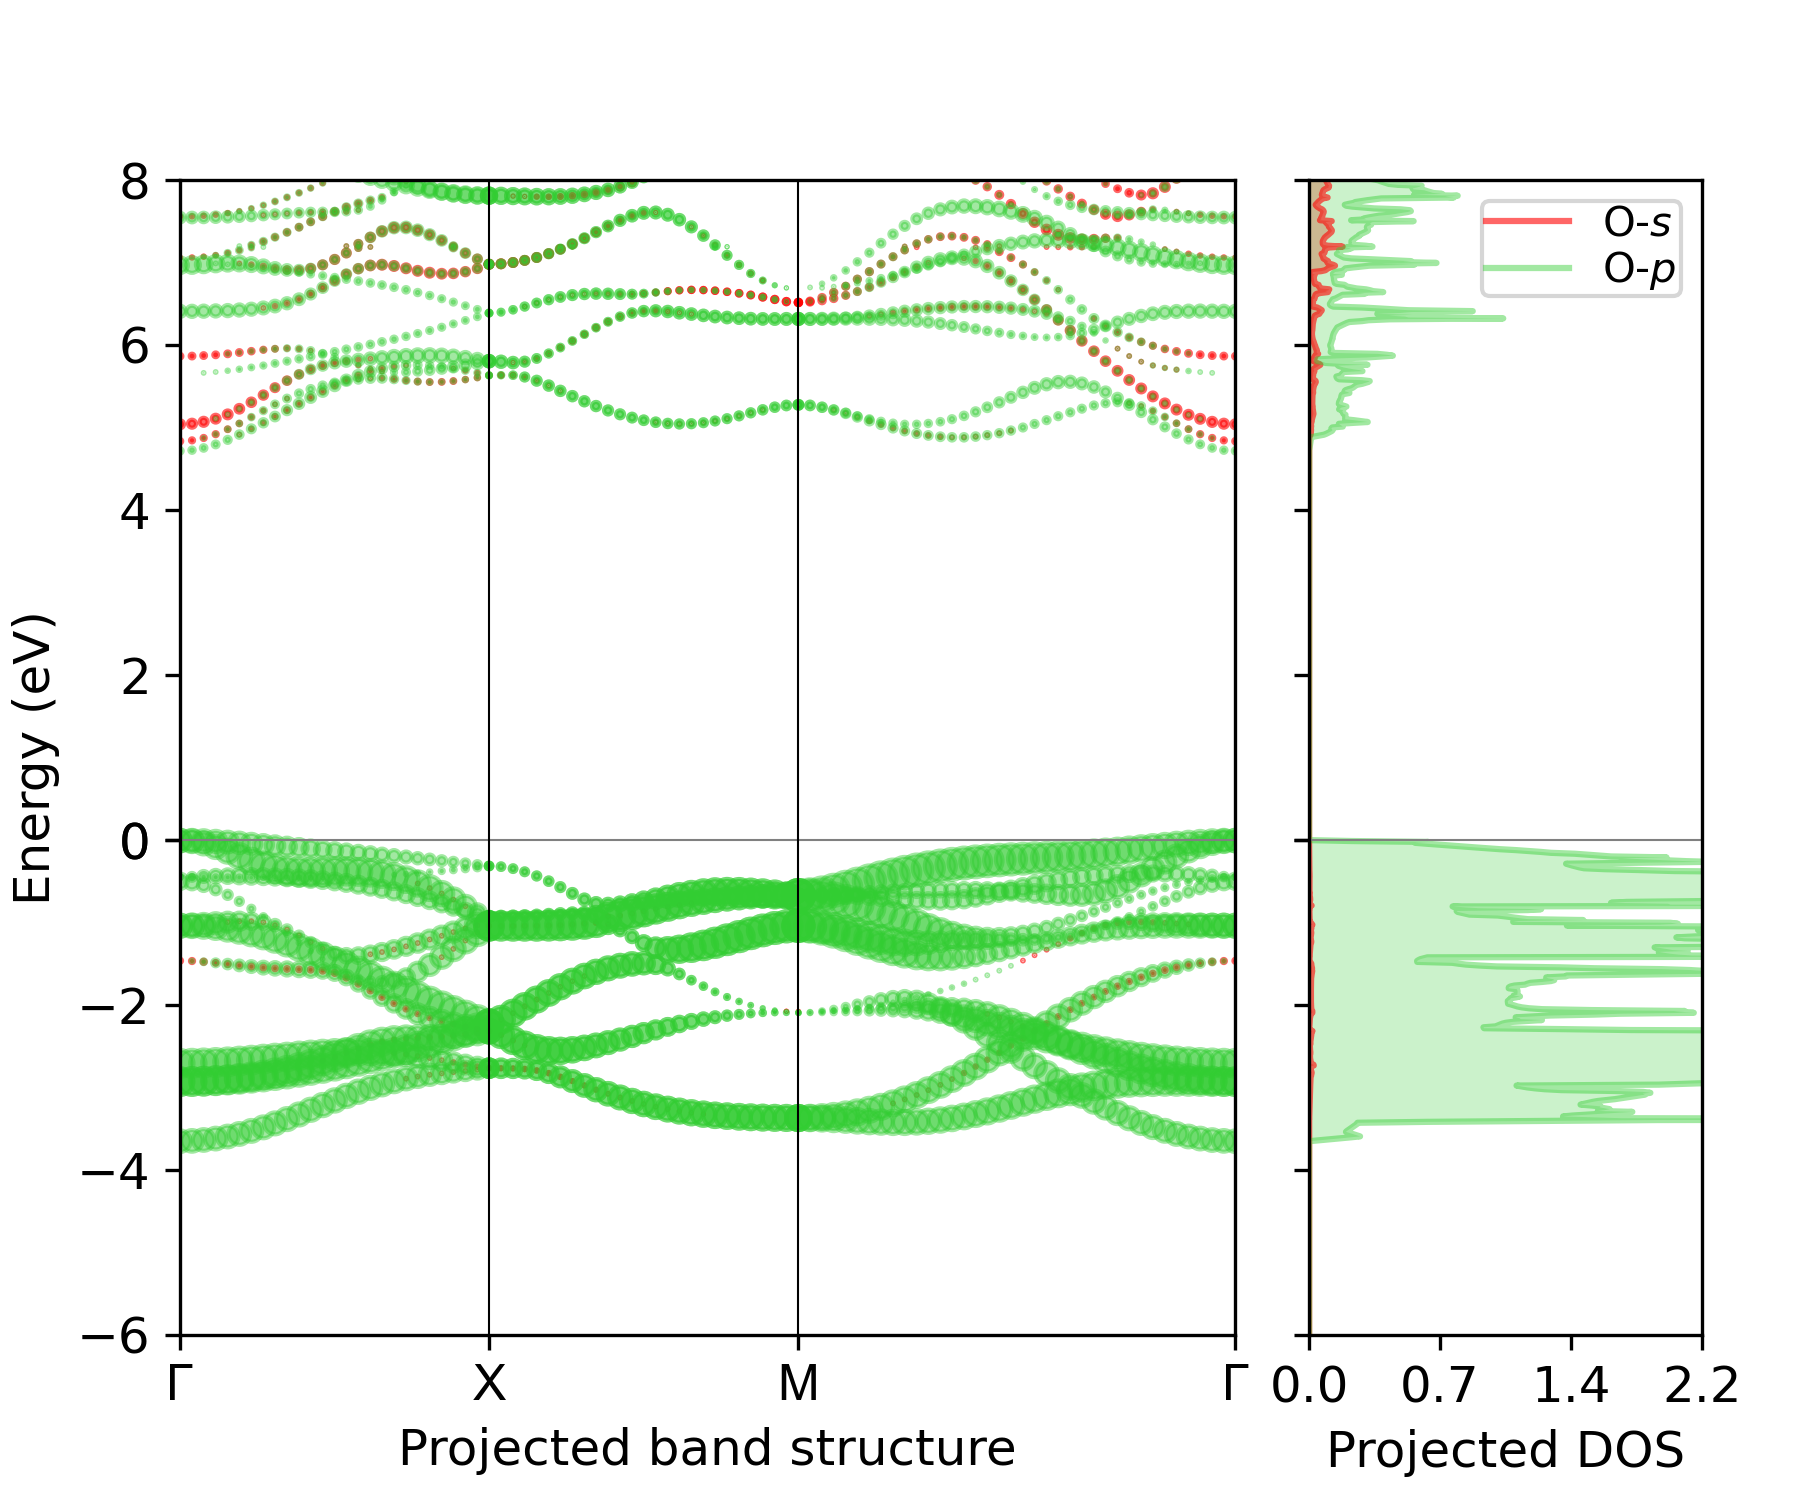 8
6
4
2
0
−2
−4
−6
Energy (eV)
Γ
X
M
Γ
Projected band structure
O-s
O-p
0.0
0.7
1.4
2.2
Projected DOS